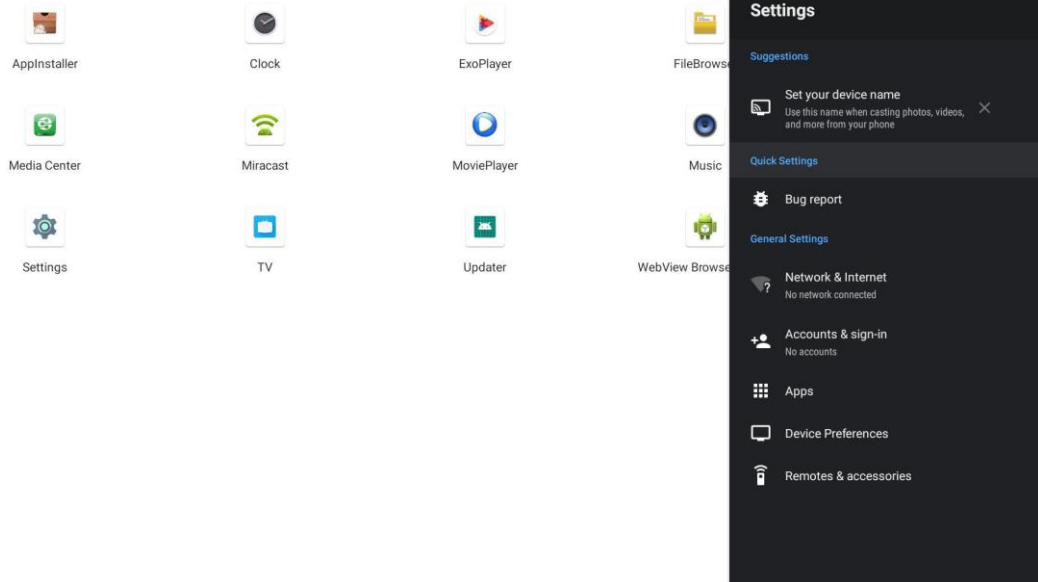 Settings
AppInstaller
Clock
ExoPlayer
FileBrowse
Suggestions
Set your device name
Use this name when casting photos, videos,
and more from your phone
Media Center
Miracast
MoviePlayer
Music
Quick Settings
Bug report
General Settings
Settings
TV
Updater
WebView Browse
Network & Internet
No network connected
Accounts & sign-in
No accounts
Apps
Device Preferences
Remotes & accessories